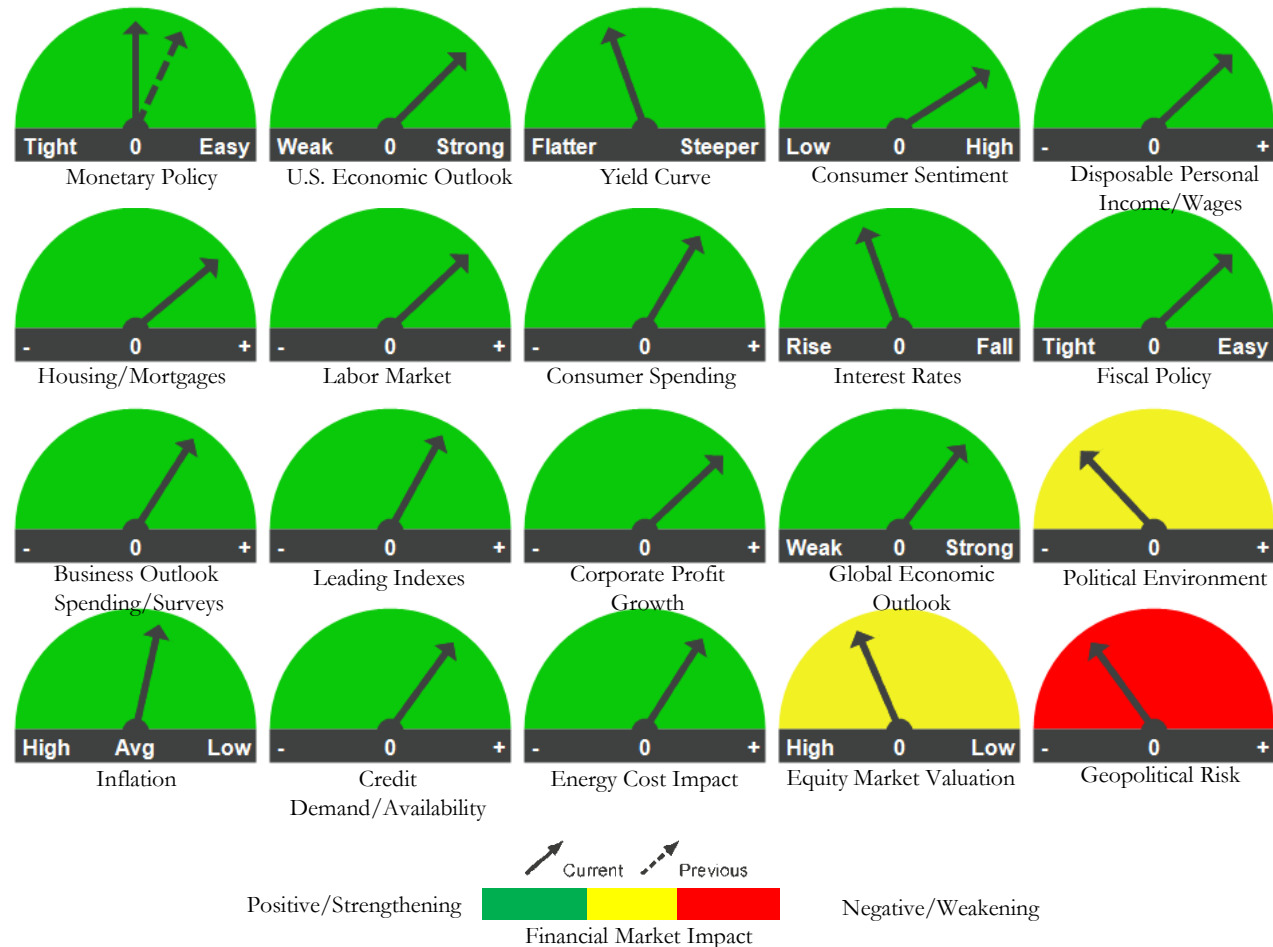 Tight 0 Easy
Monetary Policy
Weak 0 Strong
U.S. Economic Outlook
Flatter Steeper
Yield Curve
Low 0 High
Consumer Sentiment
- 0 +
Disposable Personal
Income/Wages
- 0 +
Housing/Mortgages
- 0 +
Labor Market
- 0 +
Consumer Spending
Rise 0 Fall
Interest Rates
Tight 0 Easy
Fiscal Policy
- 0 +
Business Outlook
Spending/Surveys
- 0 +
Leading Indexes
- 0 +
Corporate Profit
Growth
Weak 0 Strong
Global Economic
Outlook
- 0 +
Political Environment
High Avg Low
Inflation
- 0 +
Credit
Demand/Availability
- 0 +
Energy Cost Impact
High 0 Low
Equity Market Valuation
- 0 +
Geopolitical Risk
Current Previous
Positive/Strengthening Negative/Weakening
Financial Market Impact